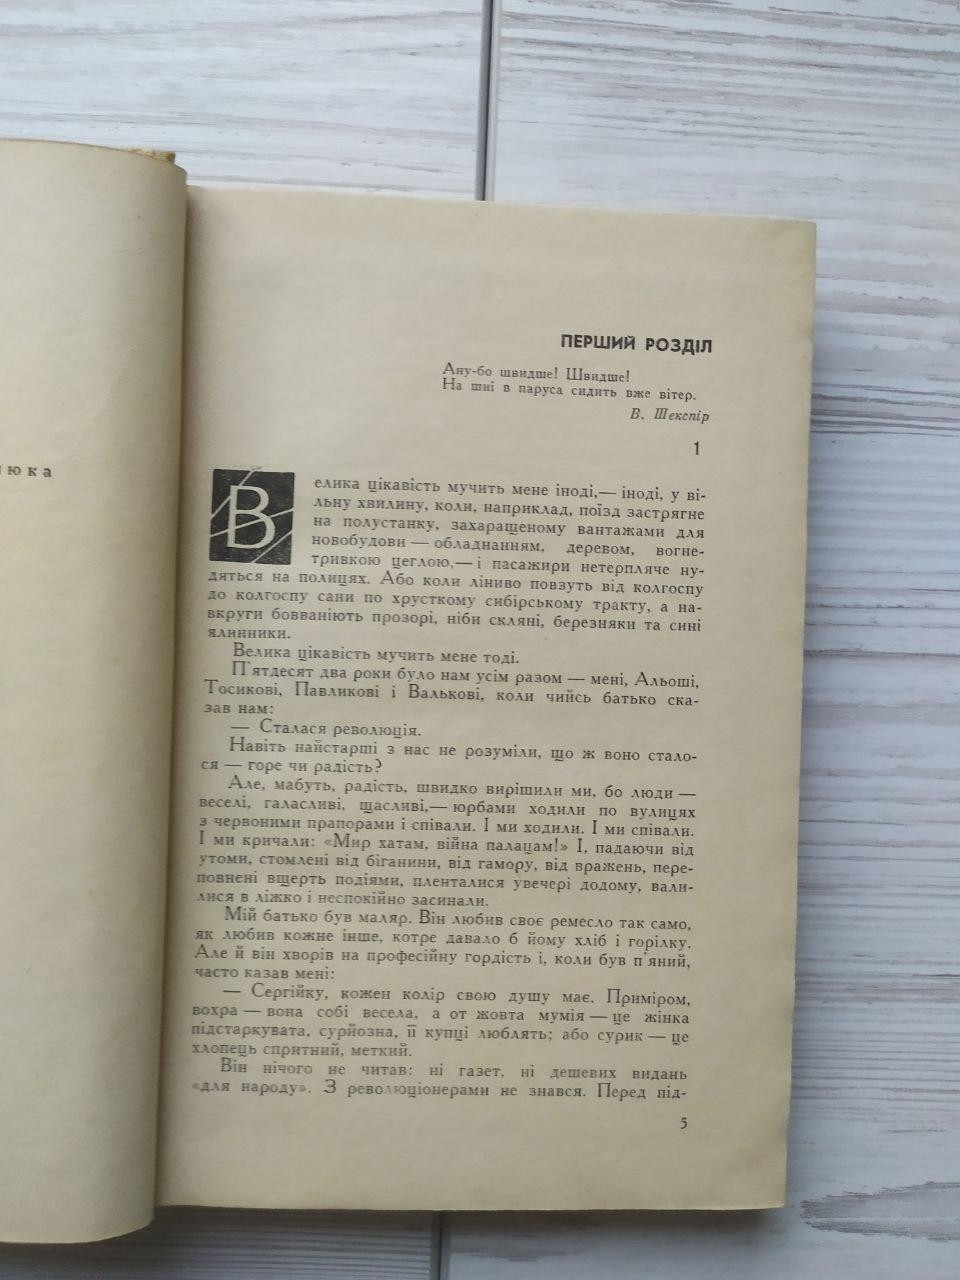 нюка
ПЕРШИЙ РОЗДІЛ
Ану-бо швидше! Швидше!
На шиї в паруса сидить вже вітер.
В. Шекспір
1
Велика цікавість мучить мене іноді,— іноді, у ві-
льну хвилину, коли, наприклад, поїзд застрягне
на полустанку, захаращеному вантажами для
новобудови — обладнанням, деревом, вогне-
тривкою цеглою,— і пасажири нетерпляче ну-
дяться на полицях. Або коли ліниво повзуть від колгоспу
до колгоспу сани по хрусткому сибірському тракту, а на-
вкруги бовваніють прозорі, ніби скляні, березняки та сині
ялинники.
Велика цікавість мучить мене тоді.
П'ятдесят два роки було нам усім разом — мені, Альоші,
Тосикові, Павликові і Валькові, коли чийсь батько ска-
зав нам:
— Сталася революція.
Навіть найстарші з нас не розуміли, що ж воно стало-
ся — горе чи радість?
Але, мабуть, радість, швидко вирішили ми, бо люди —
веселі, галасливі, щасливі,— юрбами ходили по вулицях
з червоними прапорами і співали. І ми ходили. І ми співали.
І ми кричали: «Мир хатам, війна палацам!» І, падаючи від
утоми, стомлені від біганини, від гамору, від вражень, пере-
повнені вщерть подіями, пленталися увечері додому, вали-
лися в ліжко і неспокійно засинали.
Мій батько був маляр. Він любив своє ремесло так само,
як любив кожне інше, котре давало б йому хліб і горілку.
Але й він хворів на професійну гордість і, коли був п'яний,
часто казав мені:
— Сергійку, кожен колір свою душу має. Приміром,
вохра — вона собі весела, а от жовта мумія — це жінка
підстаркувата, сурйозна, її купці люблять; або сурик — це
хлопець спритний, меткий.
Він нічого не читав: ні газет, ні дешевих видань
«для народу». З революціонерами не знався. Перед під-
5